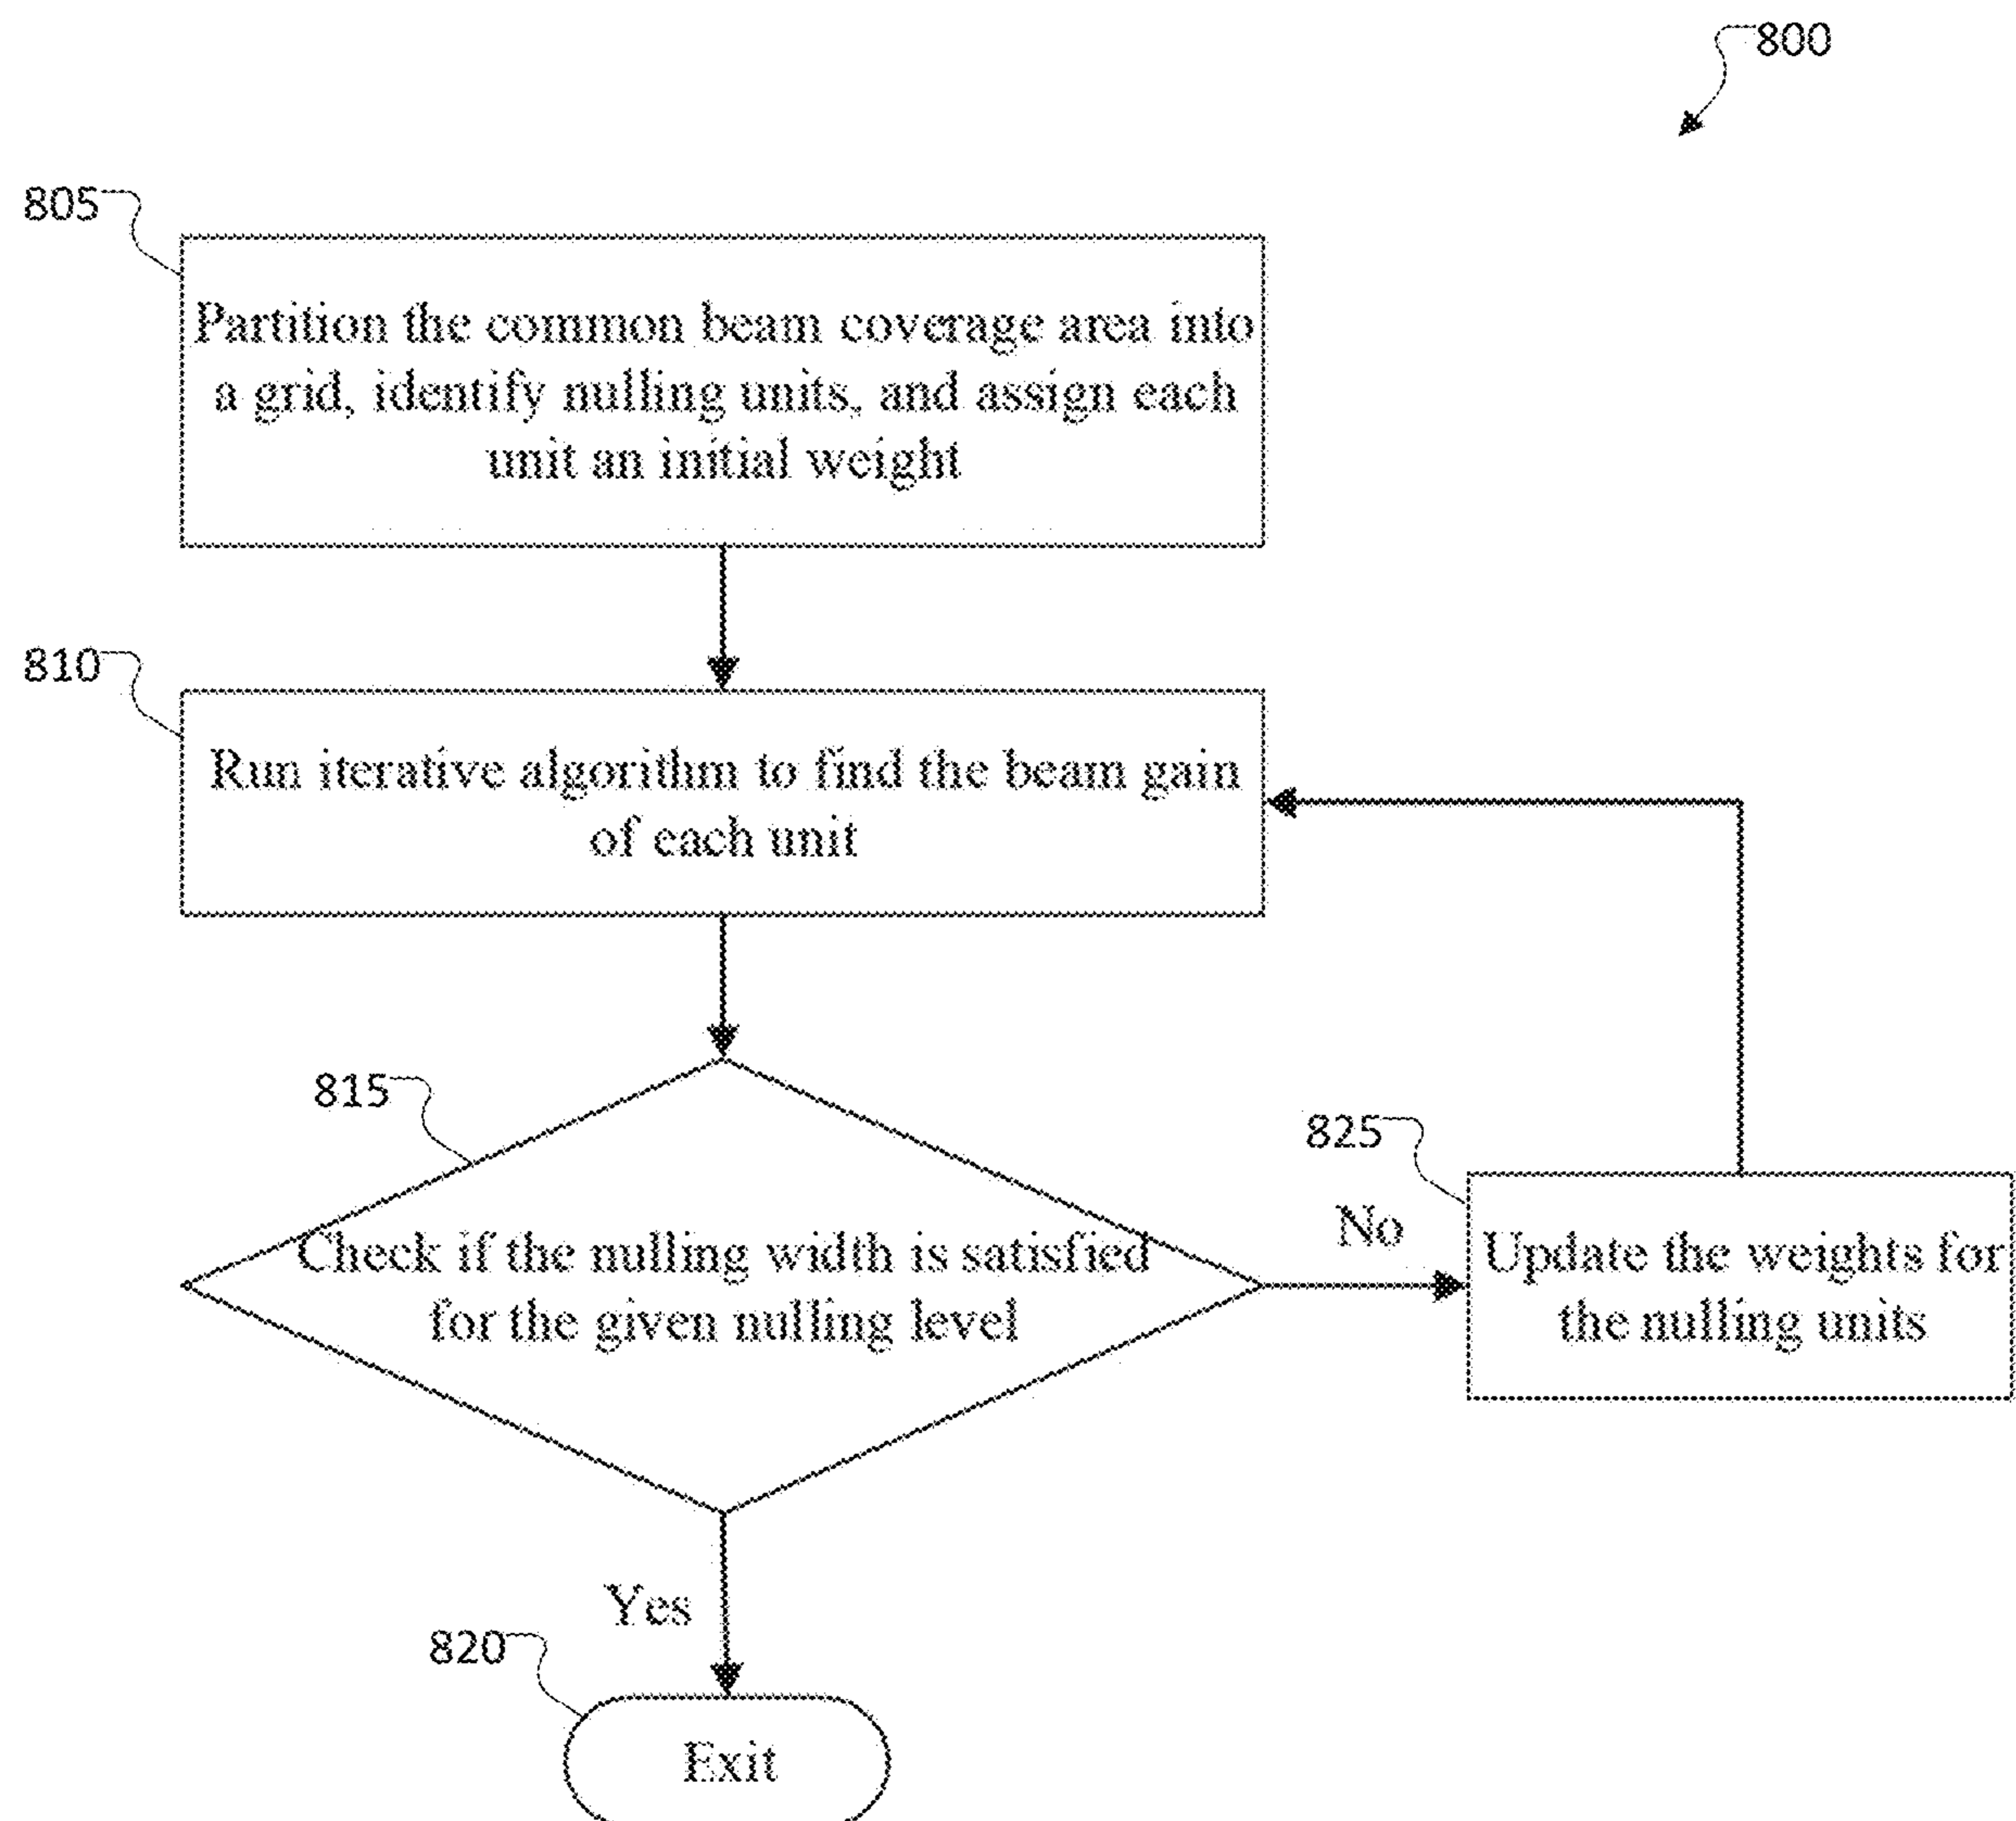 800
805
Partition the common beam coverage area into
a grid, identify nulling units, and assign each
unit an initial weight
810
Run iterative algorithm to find the beam gain
of each unit
815
Check if the nulling width is satisfied
for the given nulling level
825
No
Update the weights for
the nulling units
Yes
820
Exit